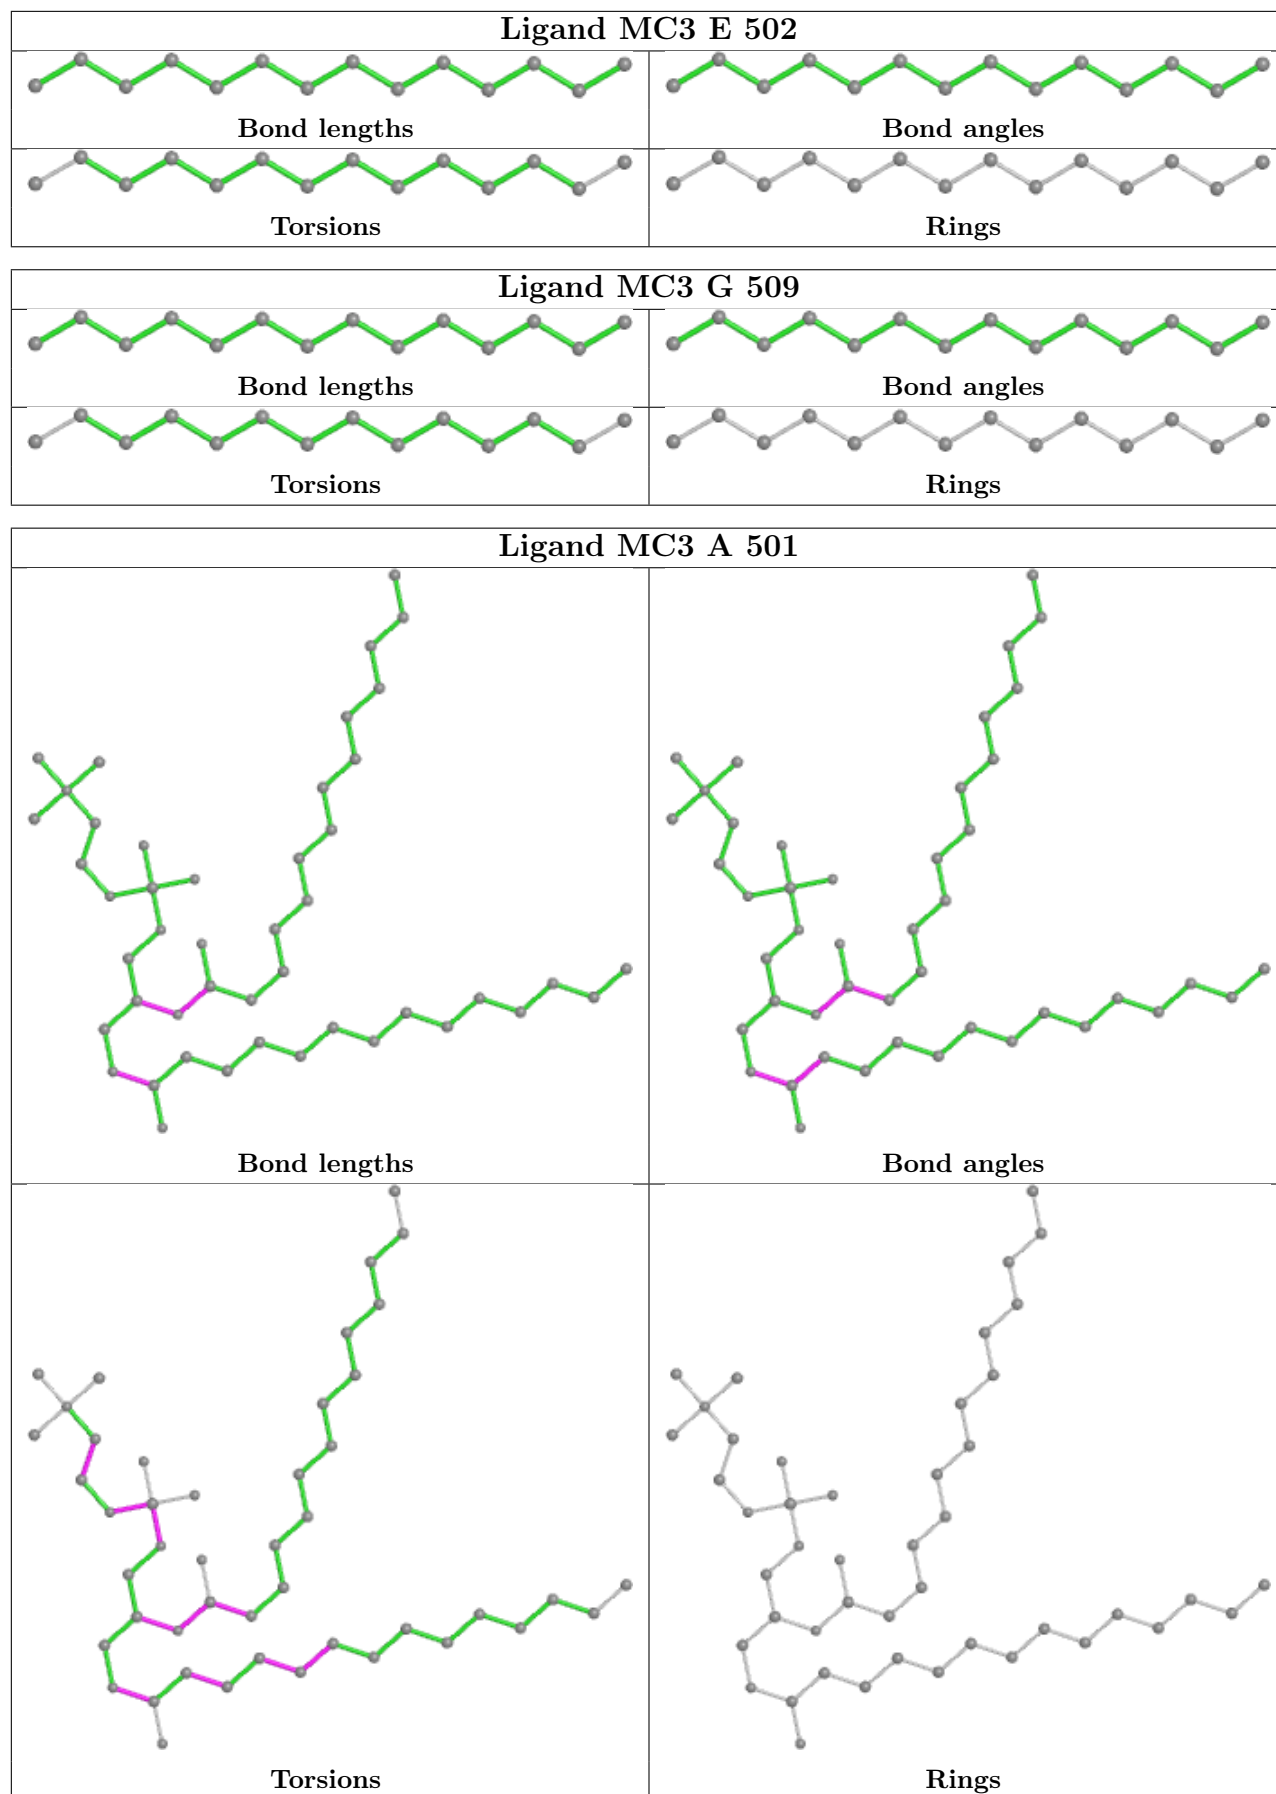 Ligand MC3 E 502
Bond lengths
Bond angles
Torsions
Rings
Ligand MC3 G 509
Bond lengths
Bond angles
Torsions
Rings
Ligand MC3 A 501
Bond lengths
Bond angles
Torsions
Rings